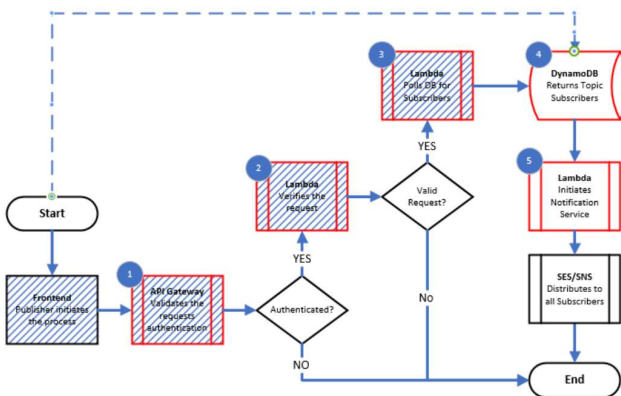 3
Lambda
Polls DB for
Subscribers
4
DynamoDB
Returns Topic
Subscribers
YES
2
Lambda
Verifies the
the request
Valid
Request?
5
Lambda
Initiates
Notification
Service
Start
YES
1
Frontend
Publisher initiates
the process
API Gateway
Validates the
requests
authentication
Authenticated?
No
SES/SNS
Distributes to
all Subscribers
NO
End